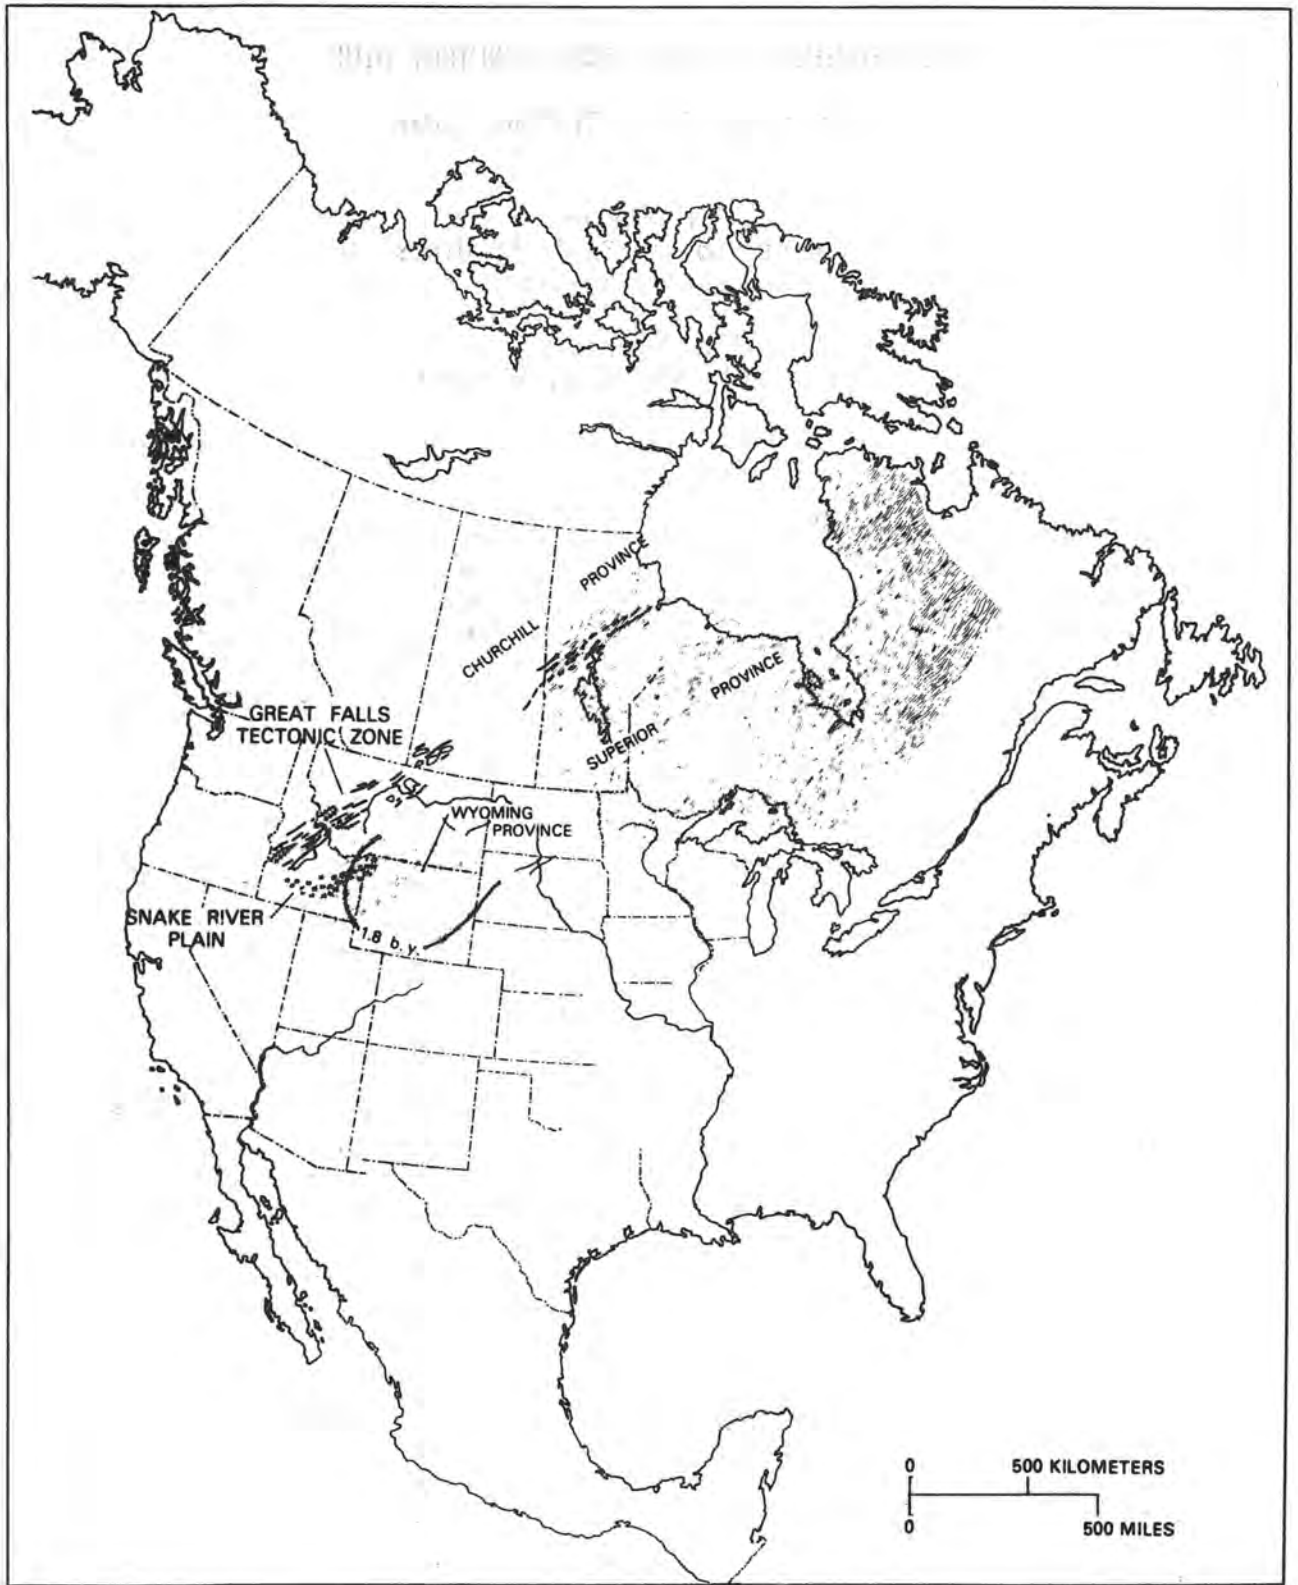 PROVINCE
CHURCHILL
PROVINCE
SUPERIOR
GREAT FALLS
TECTONIC ZONE
WYOMING
PROVINCE
SNAKE RIVER
PLAIN
1.8 b.y.
0 500 KILOMETERS
0 500 MILES